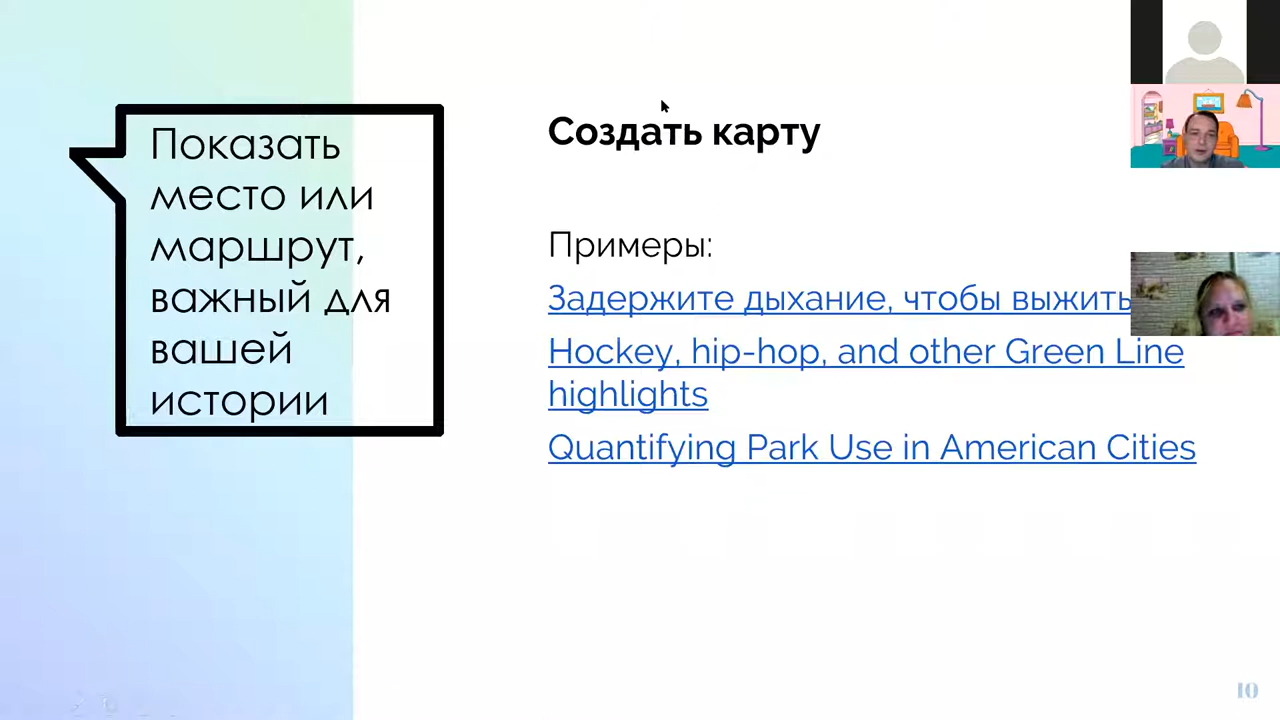 Показать
место или
маршрут,
важный для
вашей
истории
Создать карту
Примеры:
Задержите дыхание, чтобы выжить
Hockey, hip-hop, and other Green Line
highlights
Quantifying Park Use in American Cities
10